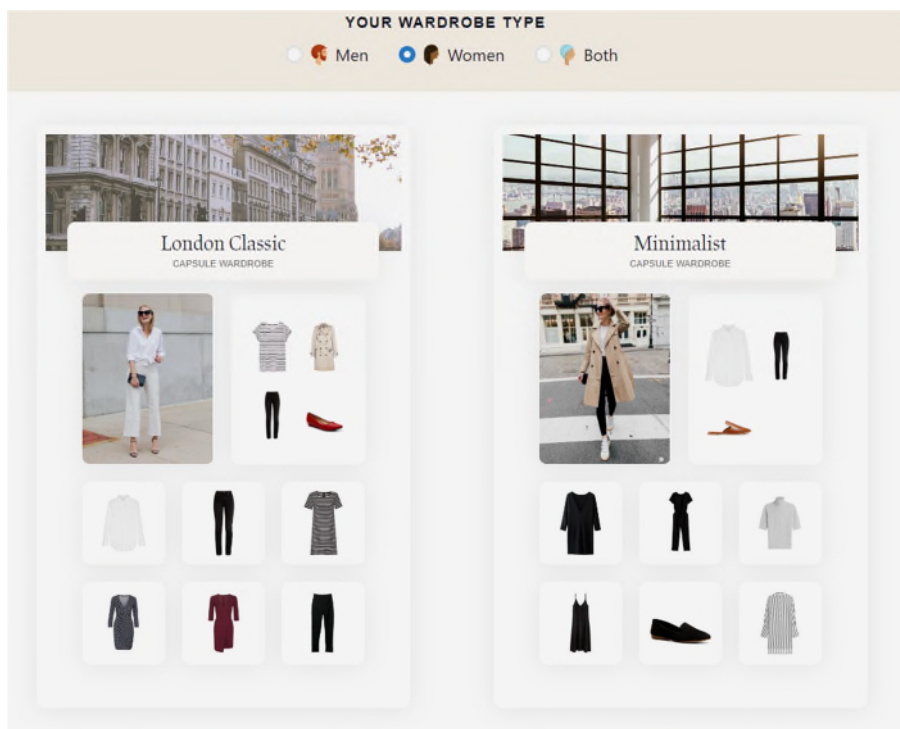 YOUR WARDROBE TYPE
Men Women Both
London Classic
CAPSULE WARDROBE
Minimalist
CAPSULE WARDROBE